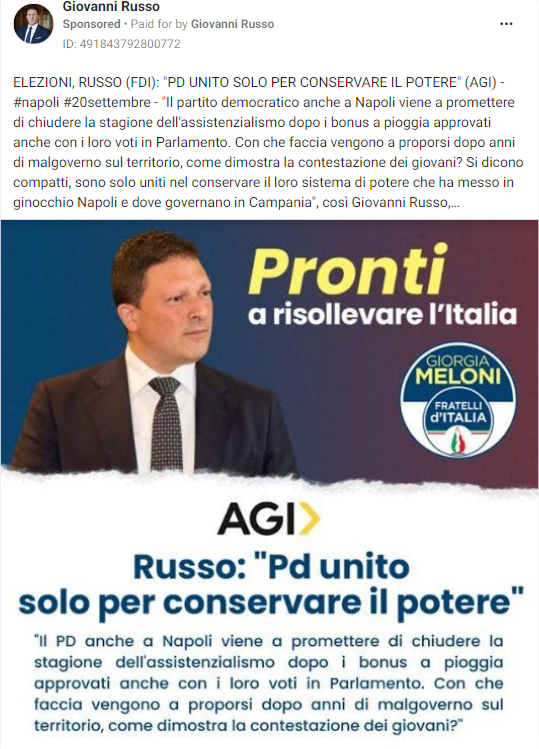 Giovanni Russo
Sponsored • Paid for by Giovanni Russo
ID: 491843792800772
ELEZIONI, RUSSO (FDI): "PD UNITO SOLO PER CONSERVARE IL POTERE" (AGI) -
#napoli #20settembre - "Il partito democratico anche a Napoli viene a promettere
di chiudere la stagione dell'assistenzialismo dopo i bonus a pioggia approvati
anche con i loro voti in Parlamento. Con che faccia vengono a proporsi dopo anni
di malgoverno sul territorio, come dimostra la contestazione dei giovani? Si dicono
compatti, sono solo uniti nel conservare il loro sistema di potere che ha messo in
ginocchio Napoli e dove governano in Campania", così Giovanni Russo,...
Pronti
a risollevare l'Italia
GIORGIA
MELONI
FRATELLI
d'ITALIA
AGI
Russo: "Pd unito
solo per conservare il potere"
"Il PD anche a Napoli viene a promettere di chiudere la
stagione dell'assistenzialismo dopo i bonus a pioggia
approvati anche con i loro voti in Parlamento. Con che
faccia vengono a proporsi dopo anni di malgoverno sul
territorio, come dimostra la contestazione dei giovani?"